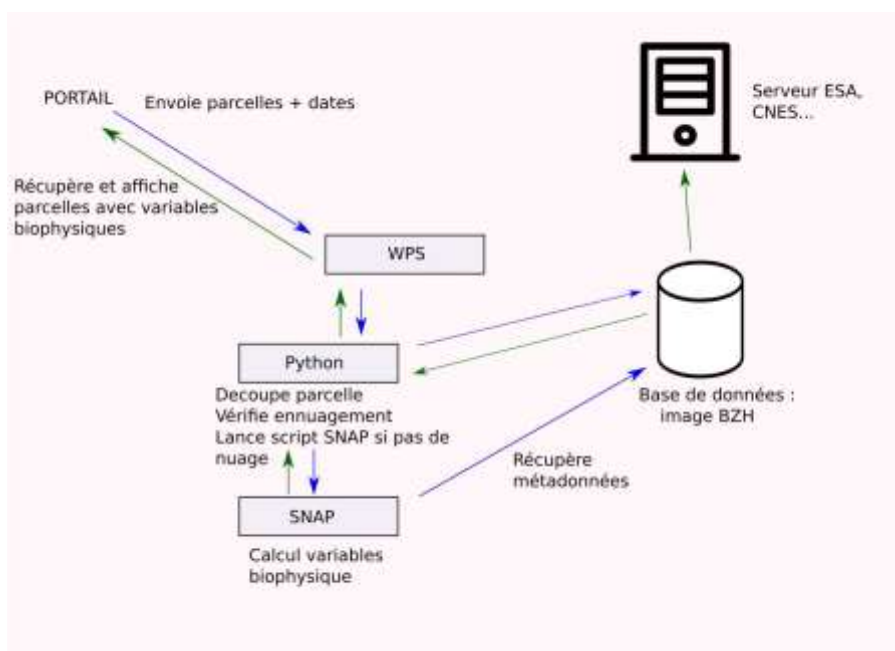 PORTAIL
Envoie parcelles + dates
Serveur ESA,
CNES...
Récupère et affiche
parcelles avec variables
biophysiques
WPS
Python
Decoupe parcelle
Vérifie ennuagement
Lance script SNAP si pas de
nuage
Base de données :
image BZH
Récupère
métadonnées
SNAP
Calcul variables
biophysique